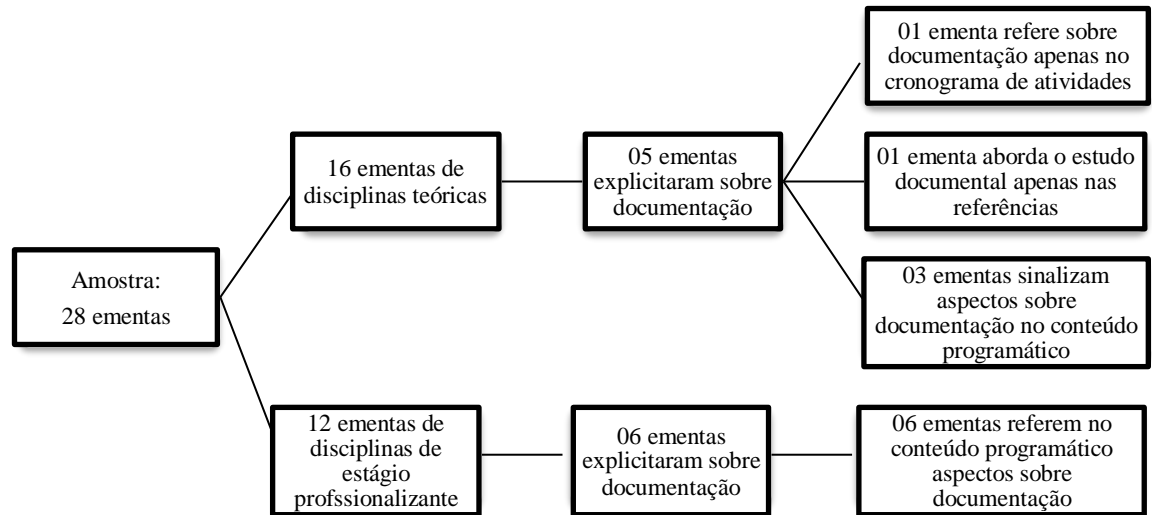 Amostra:
28 ementas
16 ementas de
disciplinas teóricas
05 ementas
explicitaram sobre
documentação
01 ementa refere sobre
documentação apenas no
cronograma de atividades
01 ementa aborda o estudo
documental apenas nas
referências
03 ementas sinalizam
aspectos sobre
documentação no conteúdo
programático
12 ementas de
disciplinas de
estágio
profssionalizante
06 ementas
explicitaram sobre
documentação
06 ementas referem no
conteúdo programático
aspectos sobre
documentação